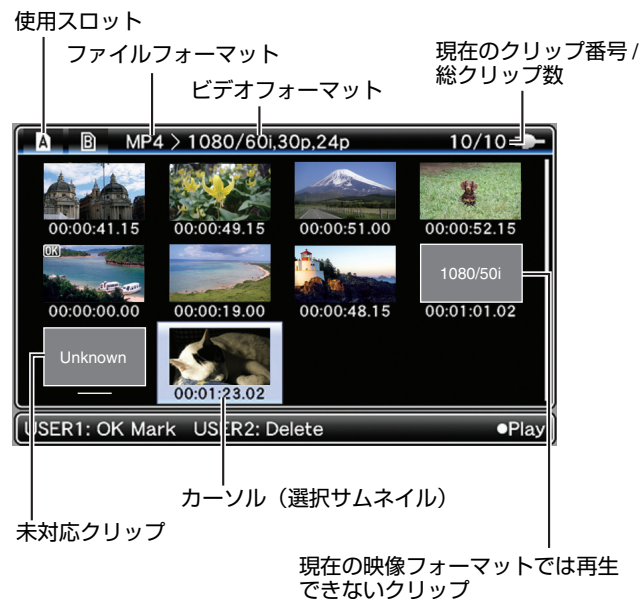 使用スロット
ファイルフォーマット
ビデオフォーマット
現在のクリップ番号 /
総クリップ数
A B MP4 > 1080/60i,30p,24p 10/10
00:00:41.15 00:00:49.15 00:00:51.00 00:00:52.15
OK
1080/50i
00:00:00.00 00:00:19.00 00:00:48.15 00:01:01.02
Unknown
00:01:23.02
USER1: OK Mark USER2: Delete ●Play
カーソル（選択サムネイル）
未対応クリップ
現在の映像フォーマットでは再生
できないクリップ